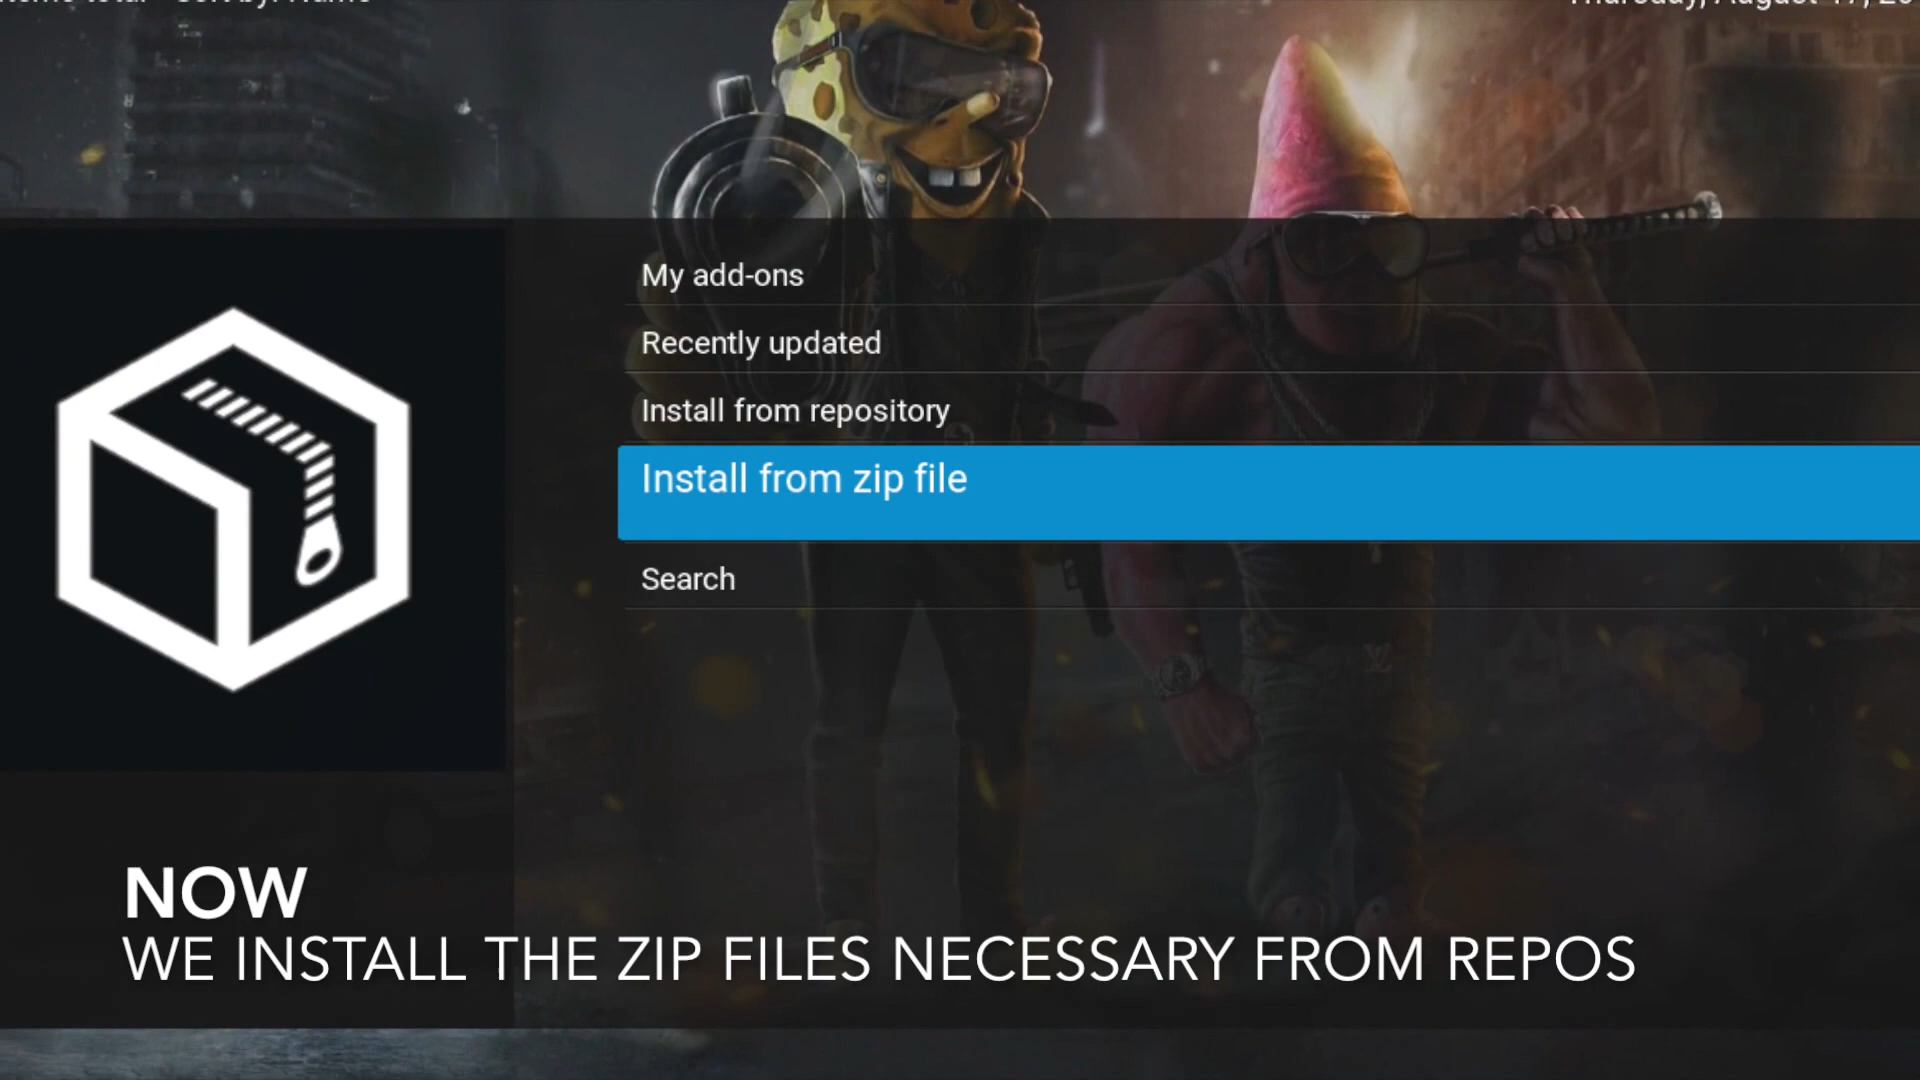 My add-ons
Recently updated
Install from repository
Install from zip file
Search
NOW
WE INSTALL THE ZIP FILES NECESSARY FROM REPOS